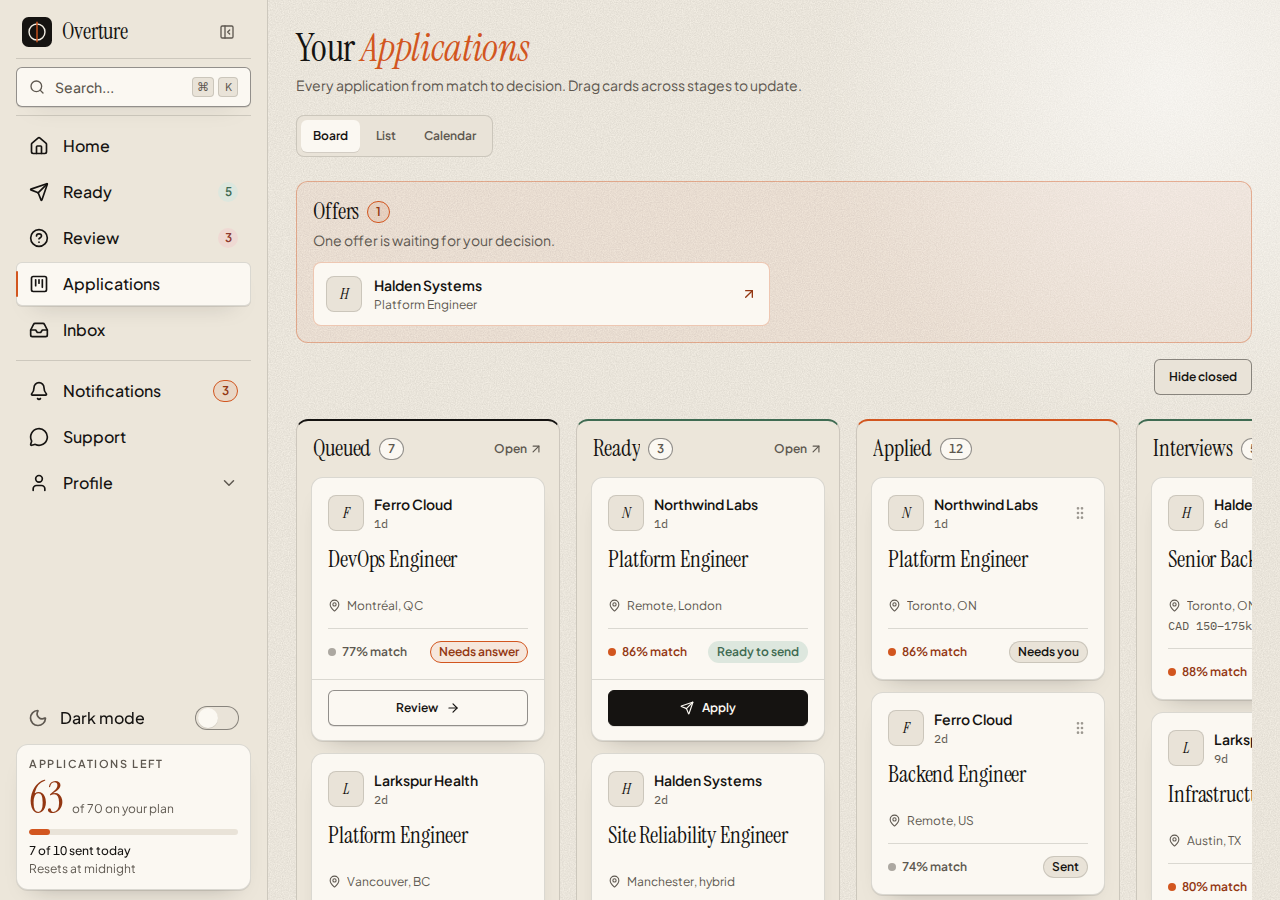 Overture
Search...
⌘ K
Home
Ready 5
Review 3
Applications
Inbox
Notifications 3
Support
Profile
Dark mode
APPLICATIONS LEFT
63 of 70 on your plan
7 of 10 sent today
Resets at midnight
Your Applications
Every application from match to decision. Drag cards across stages to update.
Board List Calendar
Offers 1
One offer is waiting for your decision.
H
Halden Systems
Platform Engineer
Hide closed
Queued 7 Open
F
Ferro Cloud
1d
DevOps Engineer
Montréal, QC
77% match Needs answer
Review
L
Larkspur Health
2d
Platform Engineer
Vancouver, BC
Ready 3 Open
N
Northwind Labs
1d
Platform Engineer
Remote, London
86% match Ready to send
Apply
H
Halden Systems
2d
Site Reliability Engineer
Manchester, hybrid
Applied 12
N
Northwind Labs
1d
Platform Engineer
Toronto, ON
86% match Needs you
F
Ferro Cloud
2d
Backend Engineer
Remote, US
74% match Sent
Interviews
H
Halde
6d
Senior Back
Toronto, ON
CAD 150–175k
88% match
L
Larksp
9d
Infrastructu
Austin, TX
80% match